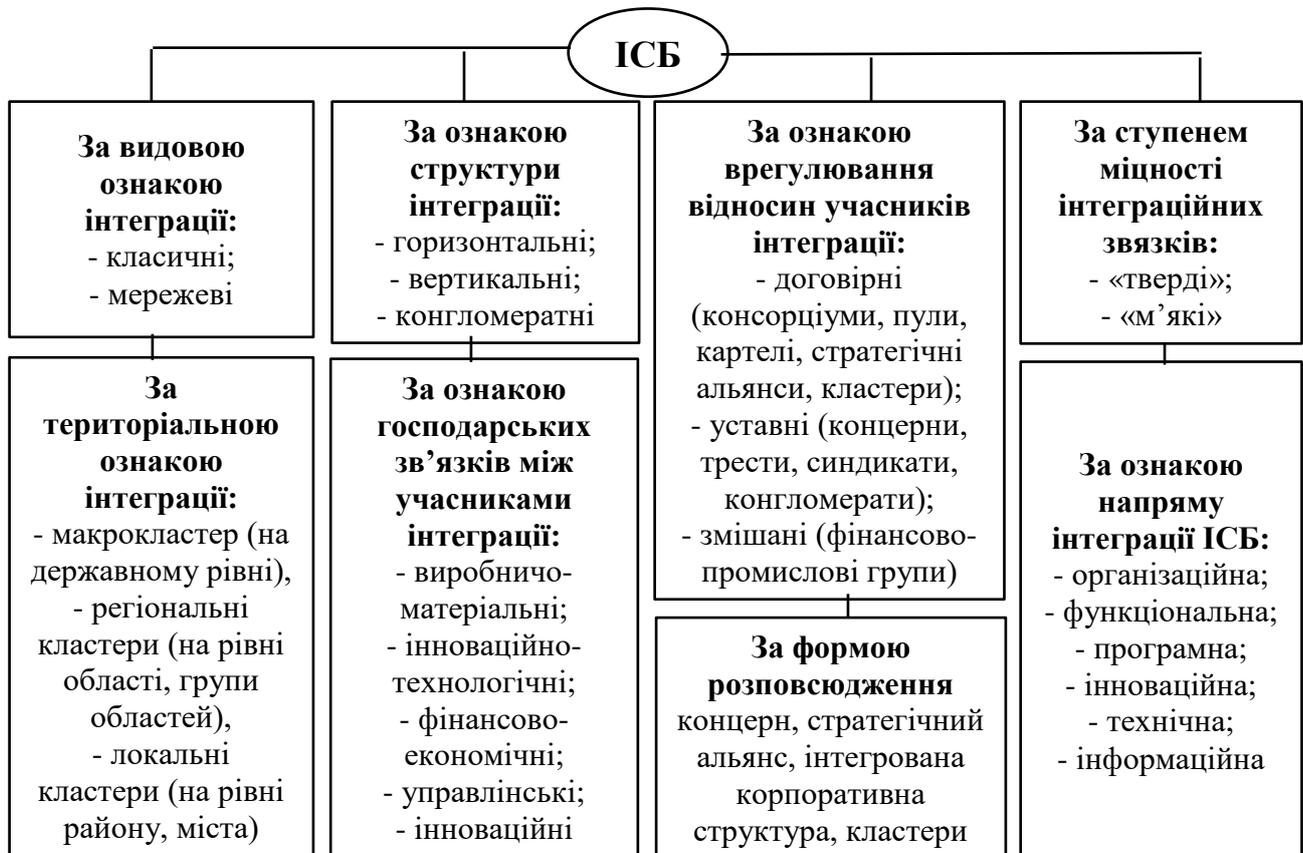 ІСБ
За видовою
ознакою
інтеграції:
- класичні;
- мережеві
За ознакою
структури
інтеграції:
- горизонтальні;
- вертикальні;
- конгломератні
За ознакою
врегулювання
відносин учасників
інтеграції:
- договірні
(консорціуми, пули,
картелі, стратегічні
альянси, кластери);
- уставні (концерни,
трести, синдикати,
конгломерати);
- змішані (фінансово-
промислові групи)
За ступенем
міцності
інтеграційних
звязків:
- «тверді»;
- «м’які»
За
територіальною
ознакою
інтеграції:
- макрокластер (на
державному рівні),
- регіональні
кластери (на рівні
області, групи
областей),
- локальні
кластери (на рівні
району, міста)
За ознакою
господарських
зв’язків між
учасниками
інтеграції:
- виробничо-
матеріальні;
- інноваційно-
технологічні;
- фінансово-
економічні;
- управлінські;
- інноваційні
За формою
розповсюдження
концерн, стратегічний
альянс, інтегрована
корпоративна
структура, кластери
За ознакою
напряму
інтеграції ІСБ:
- організаційна;
- функціональна;
- програмна;
- інноваційна;
- технічна;
- інформаційна